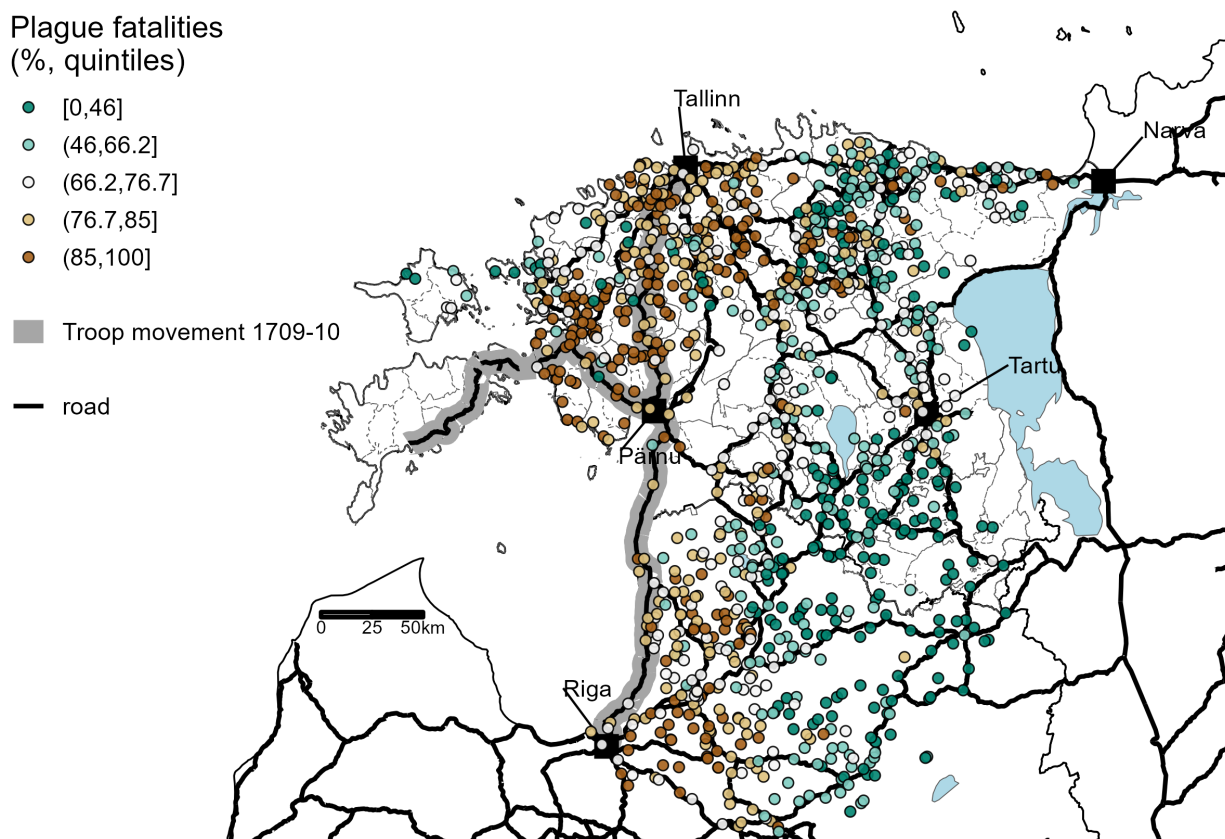 Plague fatalities
(%, quintiles)
[0,46]
(46,66.2]
(66.2,76.7]
(76.7,85]
(85,100]
Troop movement 1709-10
road
Tallinn
Narva
Tartu
Pärnu
0 25 50km
Riga